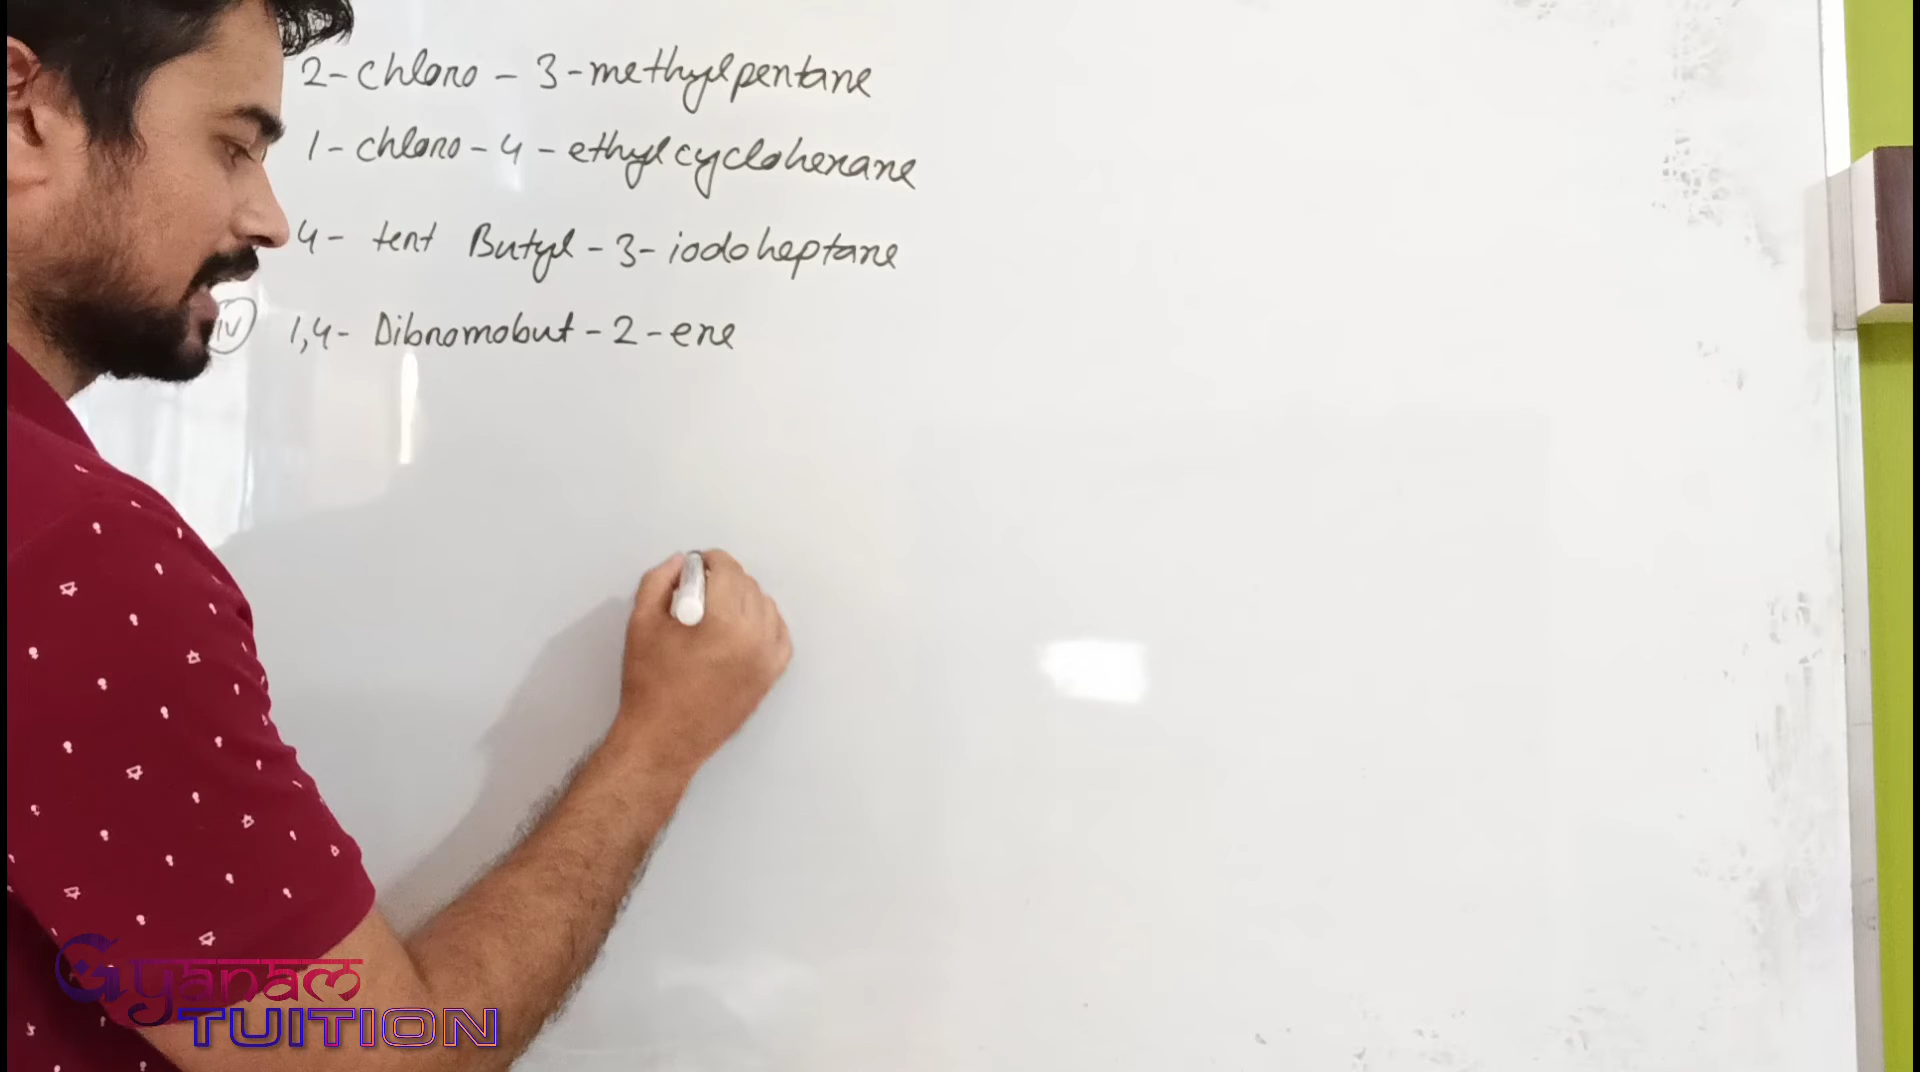 2-chloro-3-methylpentane
1-chloro-4-ethylcyclohexane
4-tert Butyl-3-iodoheptane
iv 1,4-Dibromobut-2-ene
Gyanam
TUITION